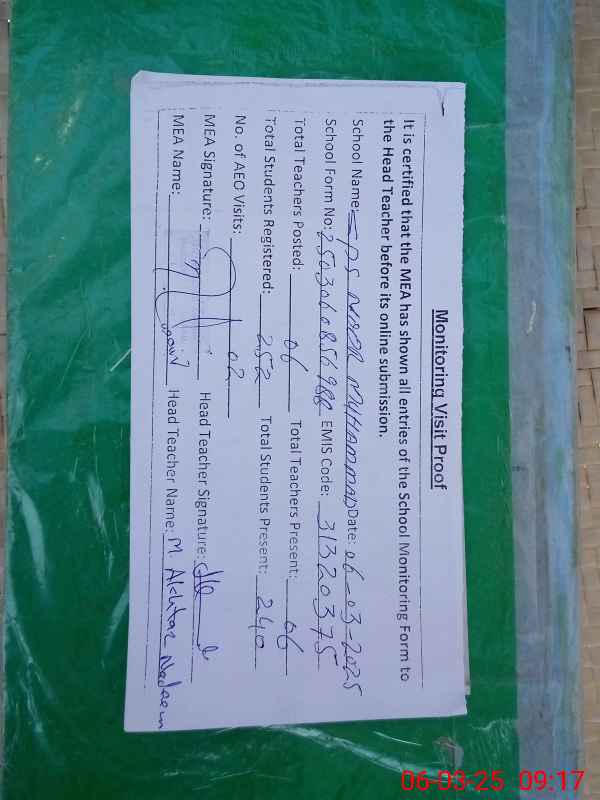 Monitoring Visit Proof
It is certified that the MEA has shown all entries of the School Monitoring Form to
the Head Teacher before its online submission.
School Name: PS NOOR MUHAMMAD Date: 06-03-2025
School Form No: EMIS Code: 31320375
Total Teachers Posted: 06 Total Teachers Present: 06
Total Students Registered: 252 Total Students Present: 240
No. of AEO Visits: 02
MEA Signature: Head Teacher Signature:
MEA Name: Head Teacher Name: M. Akhtar Nadeem
06-03-25 09:17